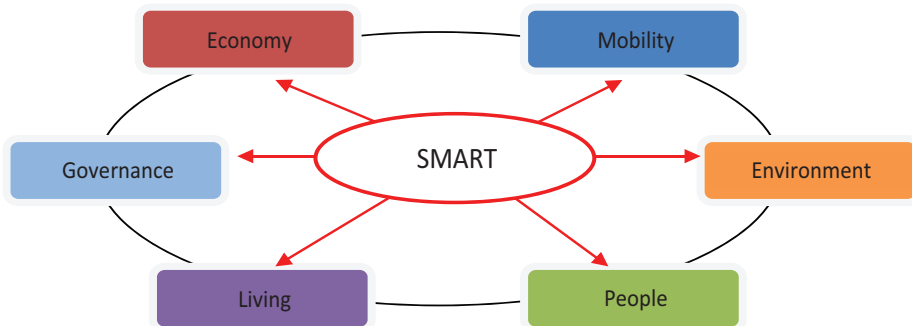 Economy
Mobility
SMART
Governance
Environment
Living
People